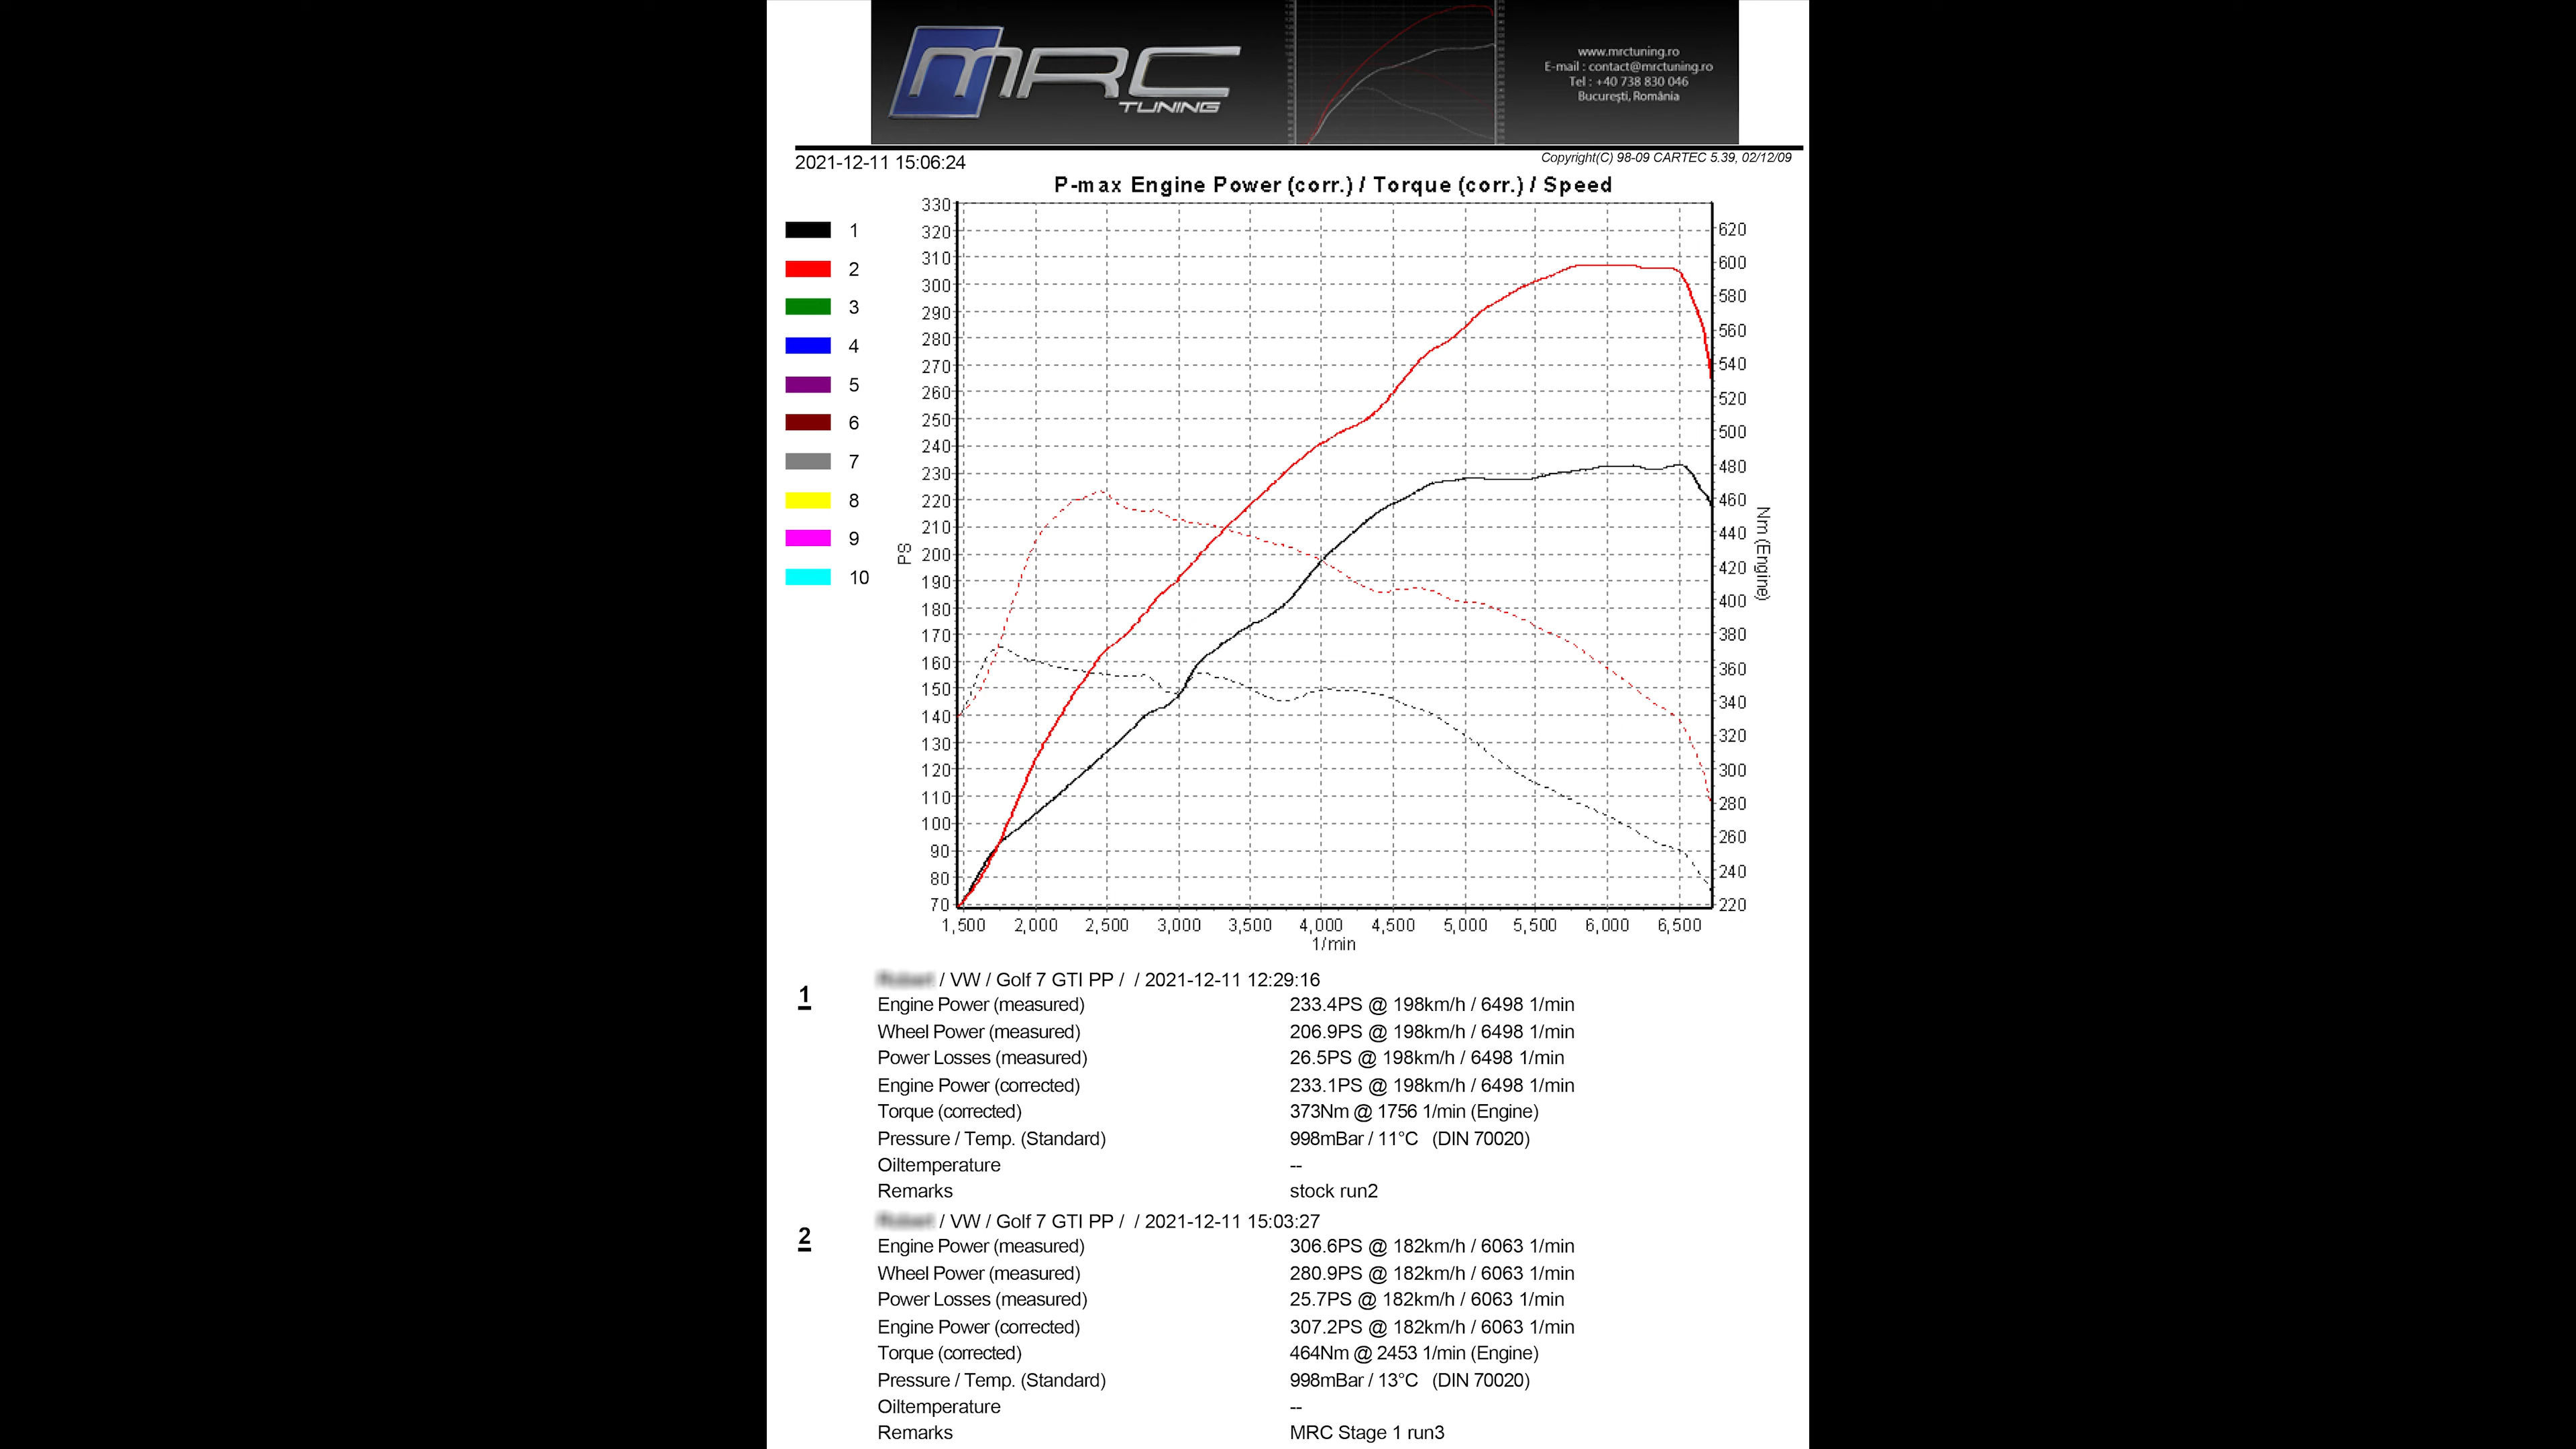 MRC
TUNING
www.mrctuning.ro
E-mail : contact@mrctuning.ro
Tel : +40 738 830 046
București, România
2021-12-11 15:06:24
Copyright(C) 98-09 CARTEC 5.39, 02/12/09
P-max Engine Power (corr.) / Torque (corr.) / Speed
1
2
3
4
5
6
7
8
9
10
330
320
310
300
290
280
270
260
250
240
230
220
210
200
190
180
170
160
150
140
130
120
110
100
90
80
70
PS
620
600
580
560
540
520
500
480
460
440
420
400
380
360
340
320
300
280
260
240
220
Nm (Engine)
1,500 2,000 2,500 3,000 3,500 4,000 4,500 5,000 5,500 6,000 6,500
1/min
1
/ VW / Golf 7 GTI PP / / 2021-12-11 12:29:16
Engine Power (measured) 233.4PS @ 198km/h / 6498 1/min
Wheel Power (measured) 206.9PS @ 198km/h / 6498 1/min
Power Losses (measured) 26.5PS @ 198km/h / 6498 1/min
Engine Power (corrected) 233.1PS @ 198km/h / 6498 1/min
Torque (corrected) 373Nm @ 1756 1/min (Engine)
Pressure / Temp. (Standard) 998mBar / 11°C (DIN 70020)
Oiltemperature --
Remarks stock run2
2
/ VW / Golf 7 GTI PP / / 2021-12-11 15:03:27
Engine Power (measured) 306.6PS @ 182km/h / 6063 1/min
Wheel Power (measured) 280.9PS @ 182km/h / 6063 1/min
Power Losses (measured) 25.7PS @ 182km/h / 6063 1/min
Engine Power (corrected) 307.2PS @ 182km/h / 6063 1/min
Torque (corrected) 464Nm @ 2453 1/min (Engine)
Pressure / Temp. (Standard) 998mBar / 13°C (DIN 70020)
Oiltemperature --
Remarks MRC Stage 1 run3